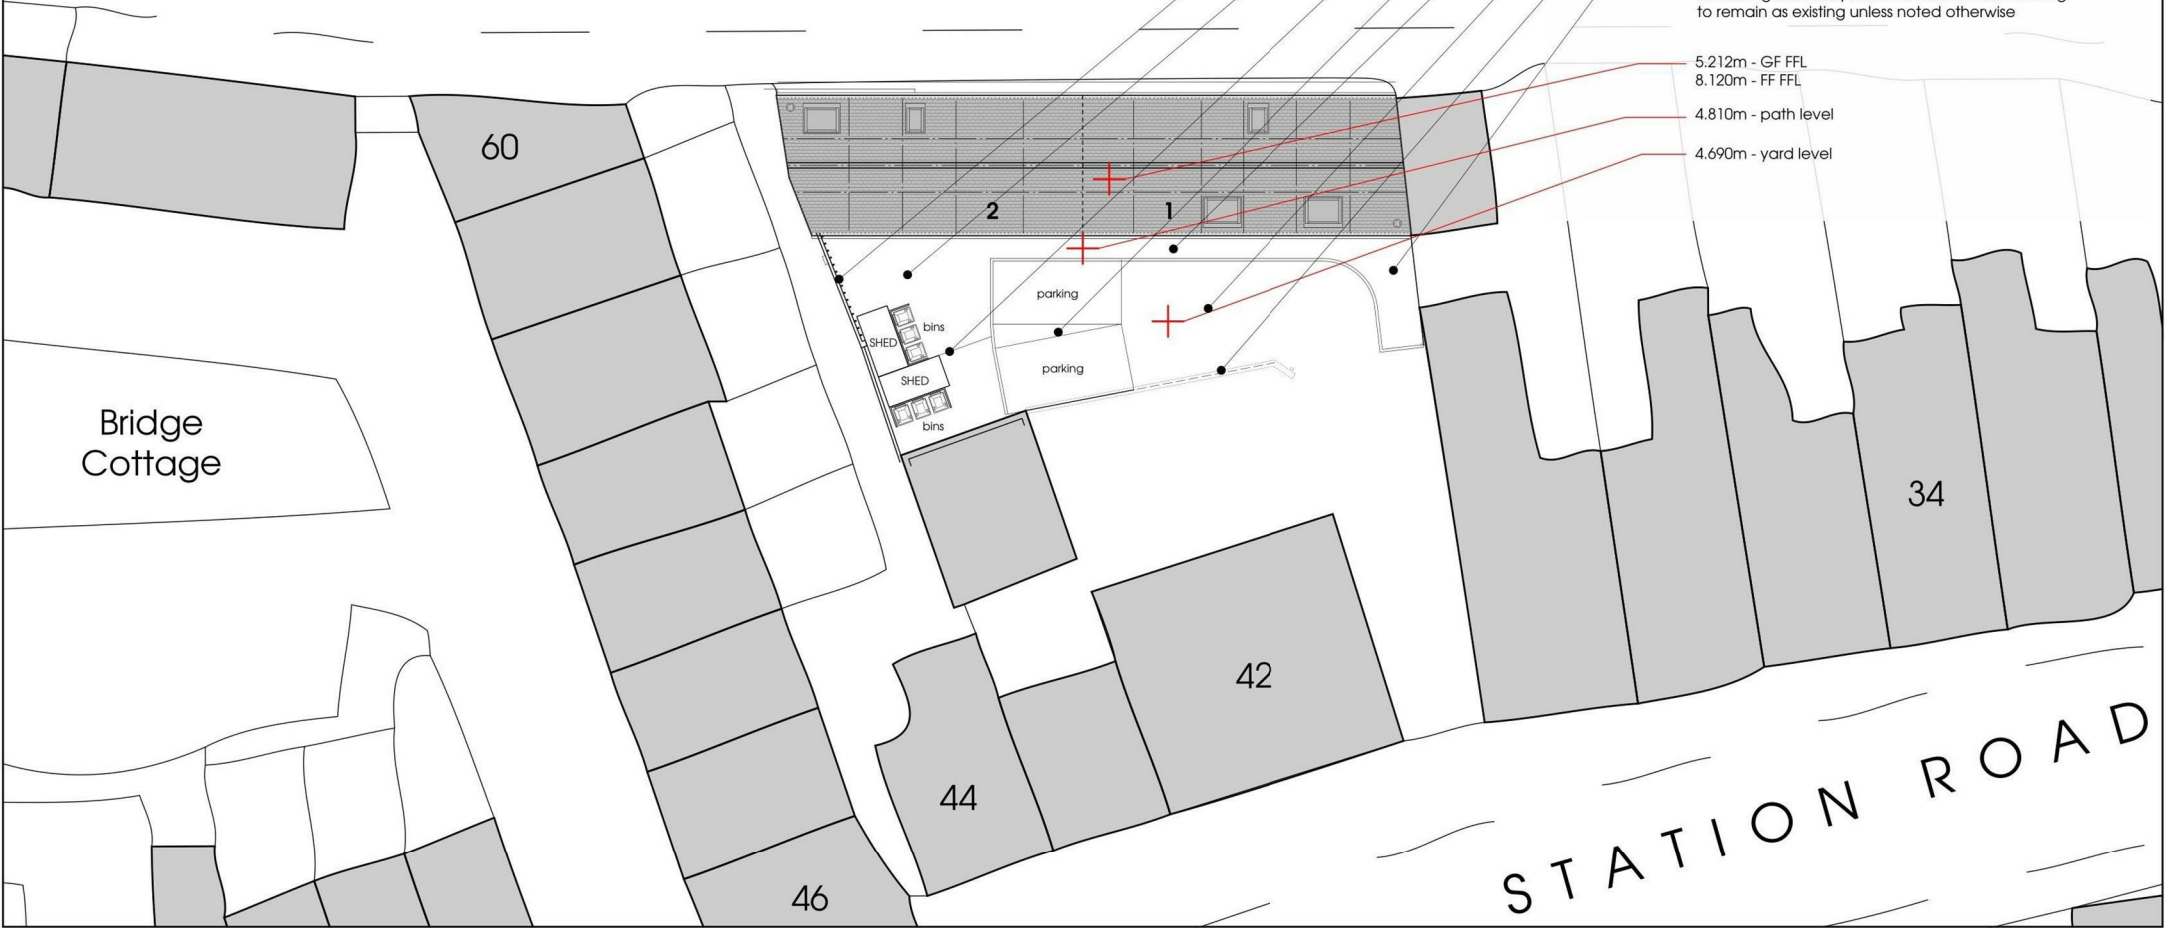 to remain as existing unless noted otherwise
5.212m - GF FFL
8.120m - FF FFL
4.810m - path level
4.690m - yard level
60
2
1
parking
parking
SHED
bins
SHED
bins
Bridge
Cottage
34
42
44
46
STATION ROAD